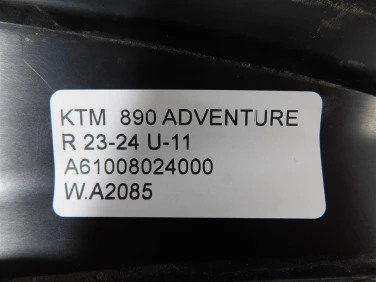 KTM 890 ADVENTURE
R 23-24 U-11
A61008024000
W.A2085